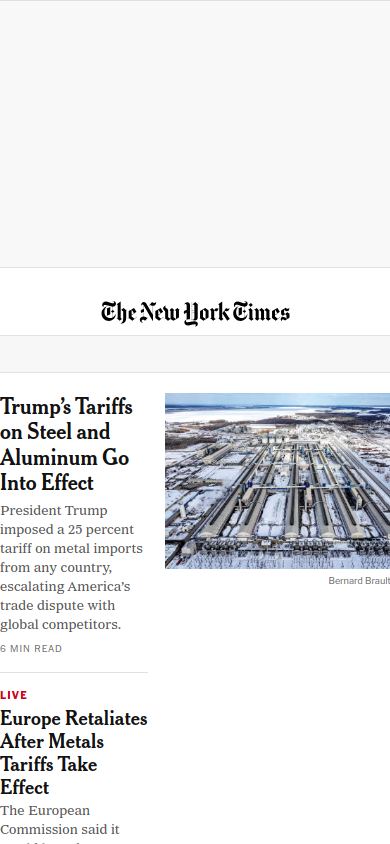 The New York Times
Trump’s Tariffs
on Steel and
Aluminum Go
Into Effect
President Trump
imposed a 25 percent
tariff on metal imports
from any country,
escalating America’s
trade dispute with
global competitors.
6 MIN READ
Bernard Brault
LIVE
Europe Retaliates
After Metals
Tariffs Take
Effect
The European
Commission said it